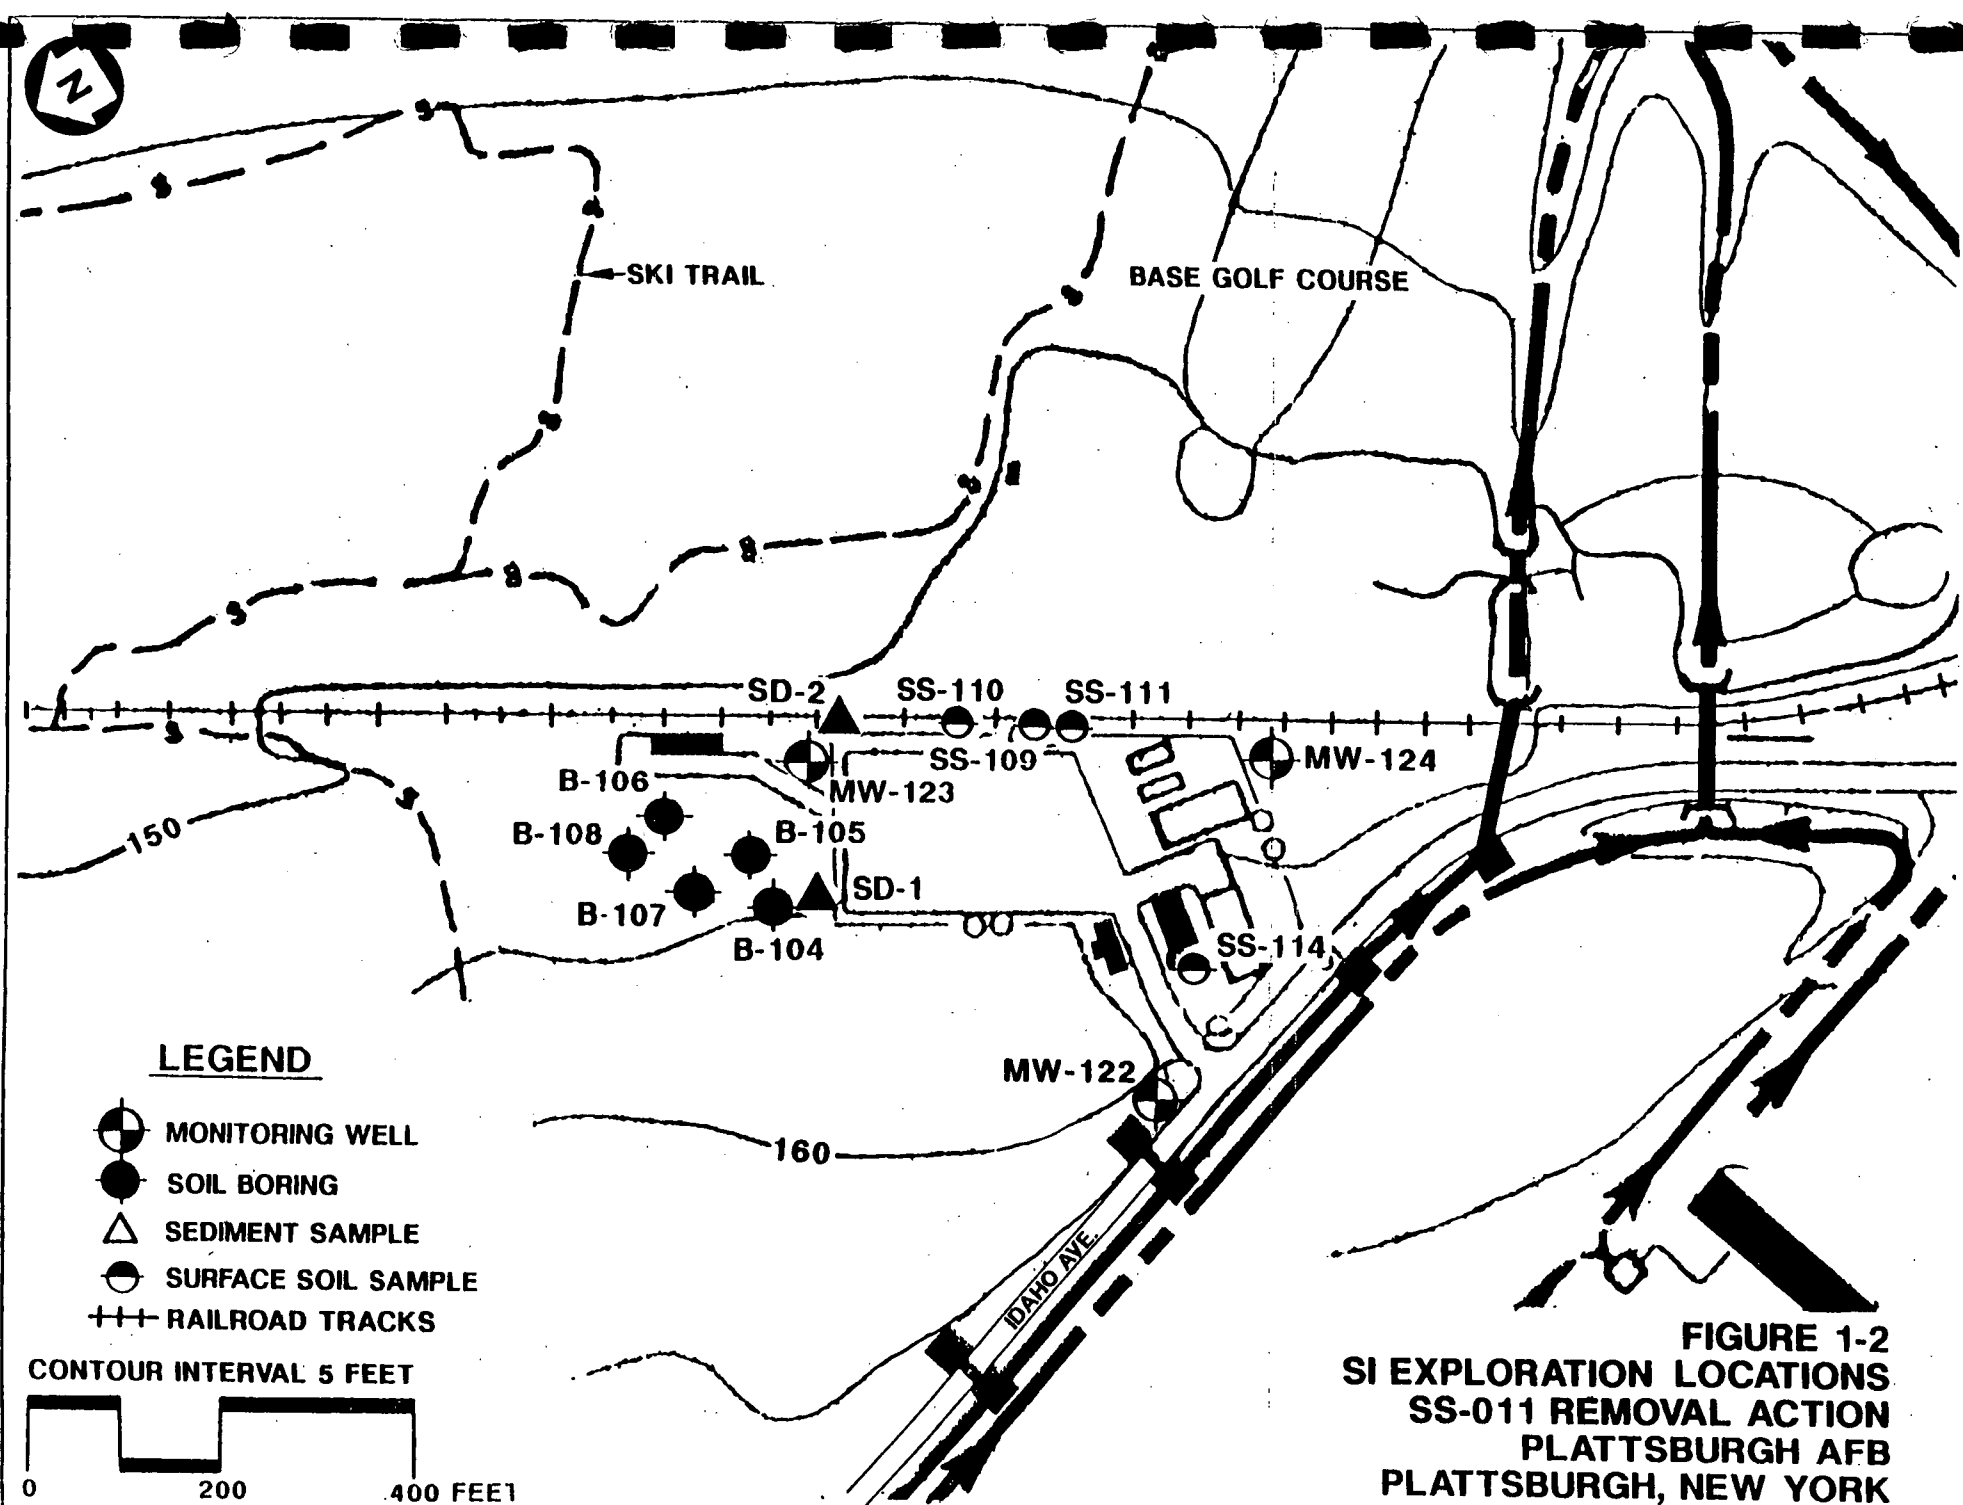 N
SKI TRAIL
BASE GOLF COURSE
SD-2
SS-110
SS-111
SS-109
MW-124
B-106
MW-123
150
B-108
B-105
SD-1
B-107
B-104
SS-114
MW-122
160
IDAHO AVE.
LEGEND
MONITORING WELL
SOIL BORING
SEDIMENT SAMPLE
SURFACE SOIL SAMPLE
RAILROAD TRACKS
CONTOUR INTERVAL 5 FEET
0 200 400 FEET
FIGURE 1-2
SI EXPLORATION LOCATIONS
SS-011 REMOVAL ACTION
PLATTSBURGH AFB
PLATTSBURGH, NEW YORK